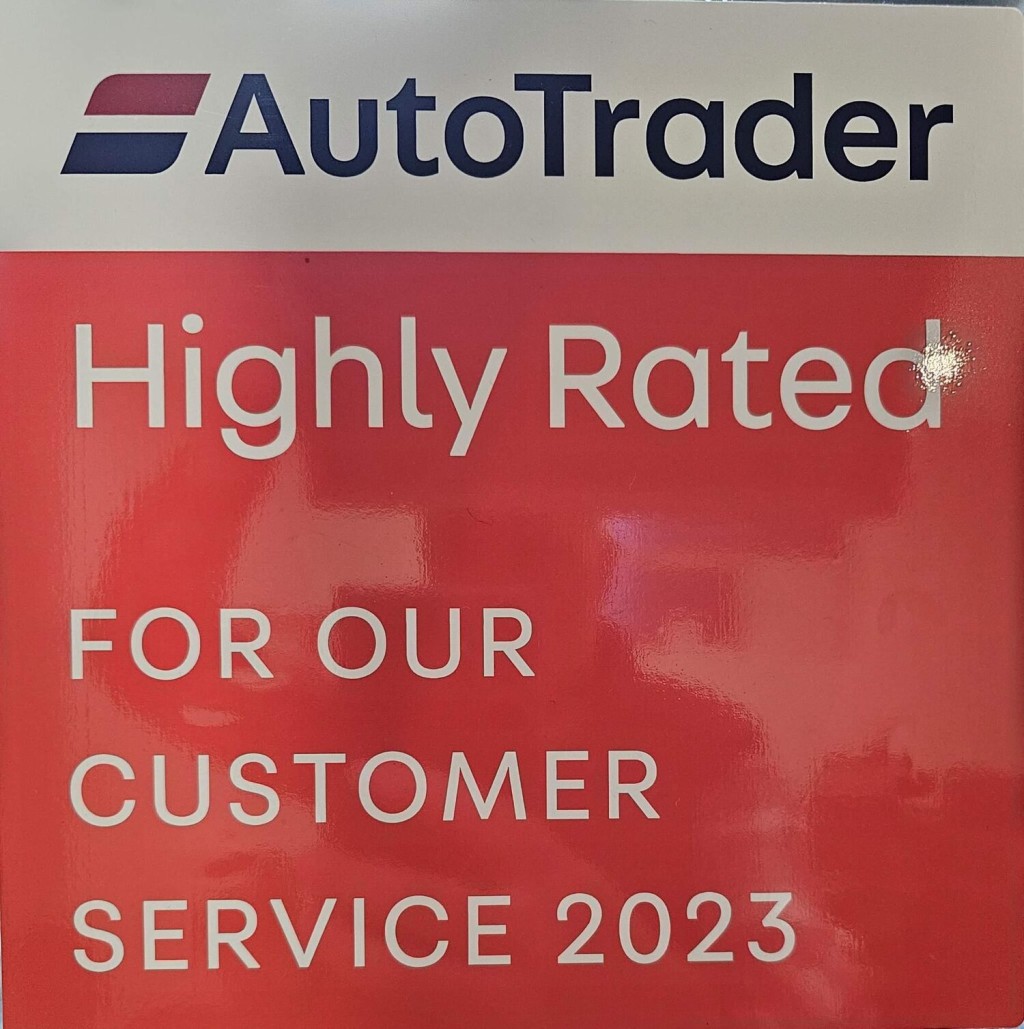 AutoTrader
Highly Rated
FOR OUR
CUSTOMER
SERVICE 2023